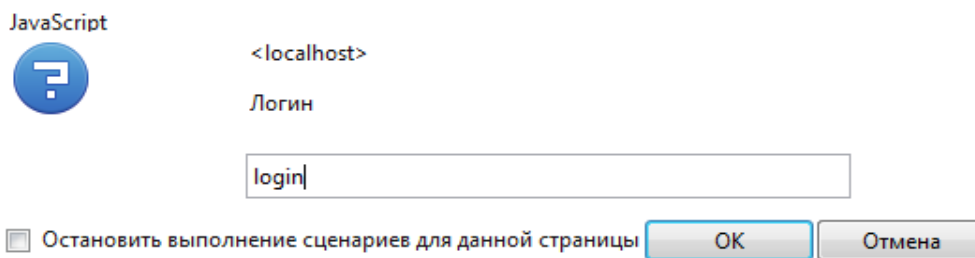 JavaScript
<localhost>
Логин
login
Остановить выполнение сценариев для данной страницы
OK
Отмена